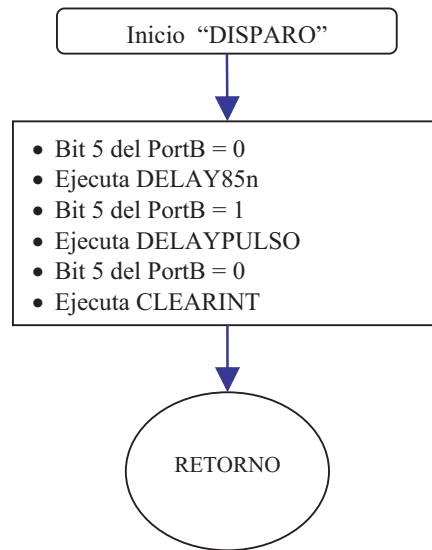 Inicio “DISPARO”
• Bit 5 del PortB = 0
• Ejecuta DELAY85n
• Bit 5 del PortB = 1
• Ejecuta DELAYPULSO
• Bit 5 del PortB = 0
• Ejecuta CLEARINT
RETORNO